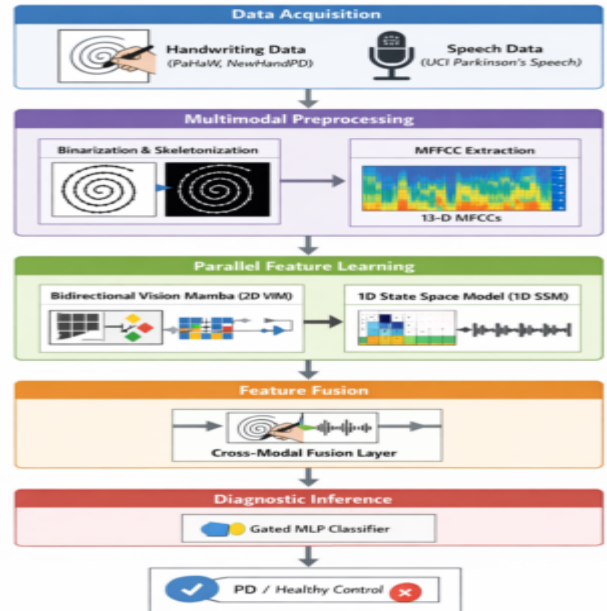 Data Acquisition
Handwriting Data
(PaHaW, NewHandPD)
Speech Data
(UCI Parkinson's Speech)
Multimodal Preprocessing
Binarization & Skeletonization
MFFCC Extraction
13-D MFCCs
Parallel Feature Learning
Bidirectional Vision Mamba (2D VIM)
1D State Space Model (1D SSM)
Feature Fusion
Cross-Modal Fusion Layer
Diagnostic Inference
Gated MLP Classifier
PD / Healthy Control